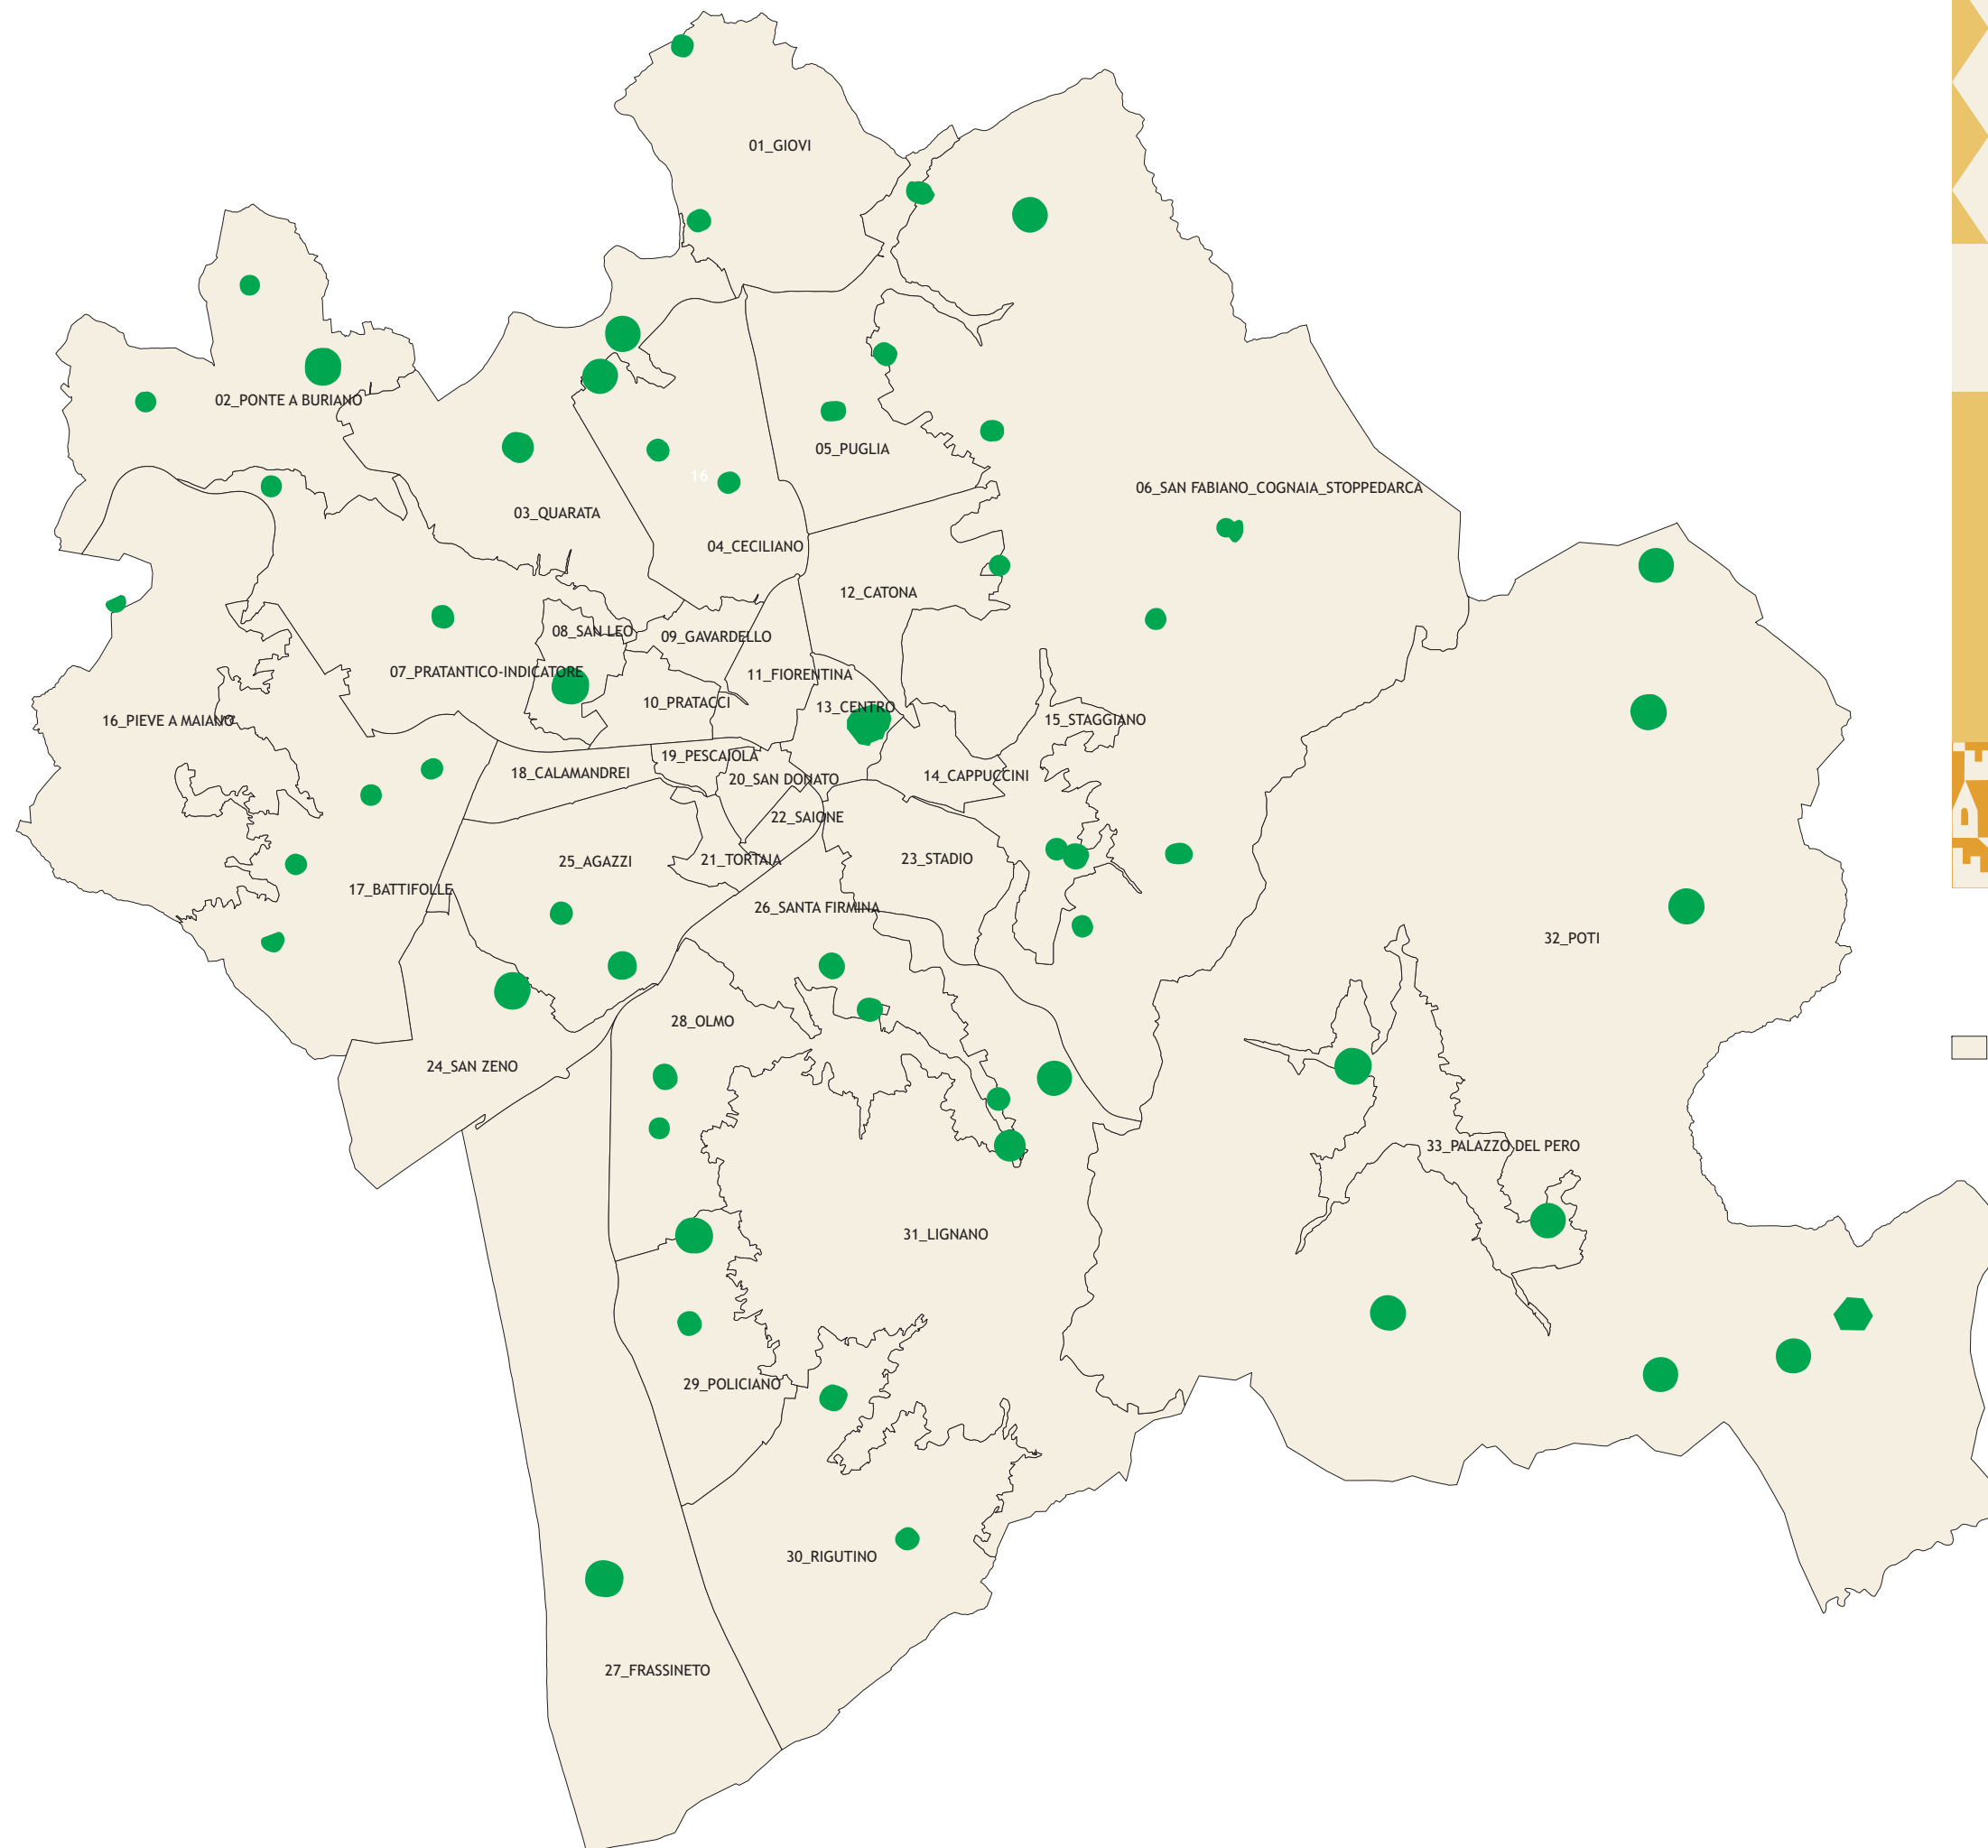 01_GIOVI
02_PONTE A BURIANO
05_PUGLIA
16
06_SAN FABIANO_COGNAIA_STOPPEDARCA
03_QUARATA
04_CECILIANO
12_CATONA
08_SAN LEO
09_GAVARDELLO
07_PRATANTICO-INDICATORE
11_FIORENTINA
10_PRATACCI
13_CENTRO
16_PIEVE A MAIANO
15_STAGGIANO
19_PESCAIOLA
18_CALAMANDREI
20_SAN DONATO
14_CAPPUCCINI
22_SAIONE
25_AGAZZI
21_TORTAIA
23_STADIO
17_BATTIFOLLE
26_SANTA FIRMINA
32_POTI
28_OLMO
24_SAN ZENO
33_PALAZZO DEL PERO
31_LIGNANO
29_POLICIANO
30_RIGUTINO
27_FRASSINETO